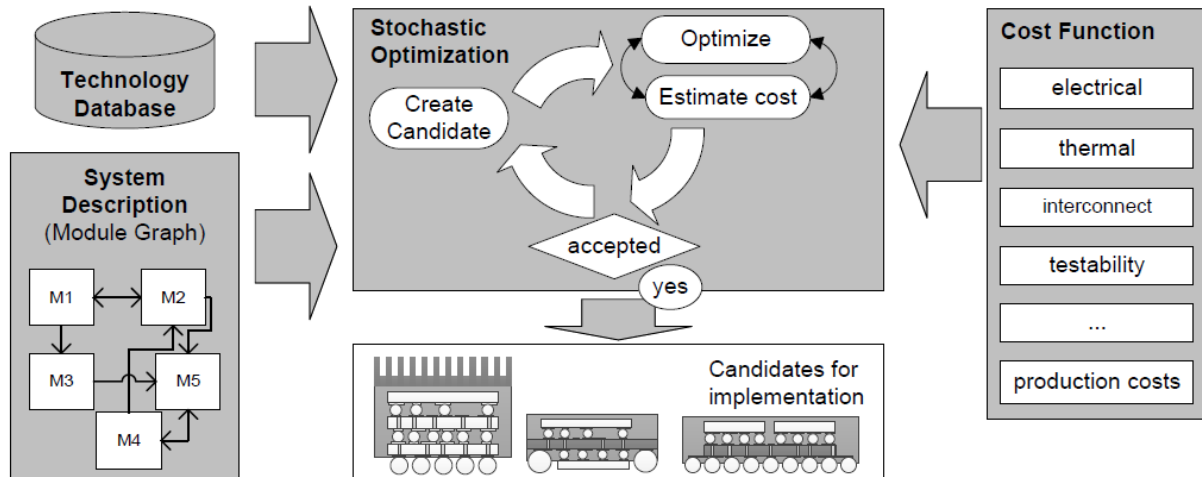 Technology
Database
System
Description
(Module Graph)
M1
M2
M3
M5
M4
Stochastic
Optimization
Optimize
Estimate cost
Create
Candidate
accepted
yes
Candidates for
implementation
Cost Function
electrical
thermal
interconnect
testability
...
production costs